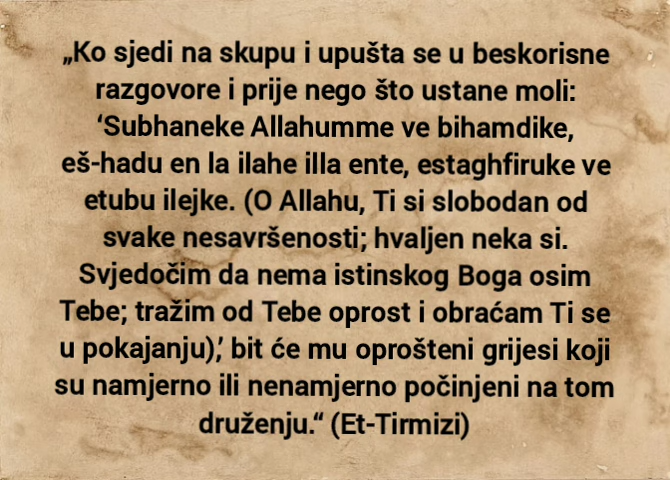 „Ko sjedi na skupu i upušta se u beskorisne
razgovore i prije nego što ustane moli:
‘Subhaneke Allahumme ve bihamdike,
eš-hadu en la ilahe illa ente, estaghfiruke ve
etubu ilejke. (O Allahu, Ti si slobodan od
svake nesavršenosti; hvaljen neka si.
Svjedočim da nema istinskog Boga osim
Tebe; tražim od Tebe oprost i obraćam Ti se
u pokajanju),’ bit će mu oprošteni grijesi koji
su namjerno ili nenamjerno počinjeni na tom
druženju.“ (Et-Tirmizi)